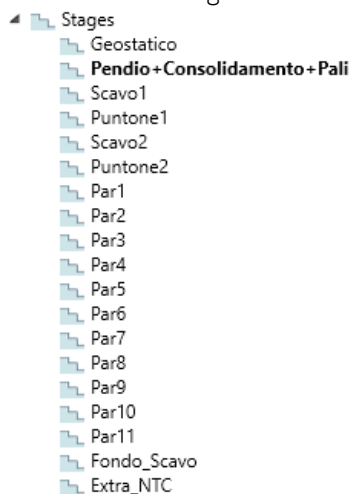 Stages
Geostatico
Pendio+Consolidamento+Pali
Scavo1
Puntone1
Scavo2
Puntone2
Par1
Par2
Par3
Par4
Par5
Par6
Par7
Par8
Par9
Par10
Par11
Fondo_Scavo
Extra_NTC